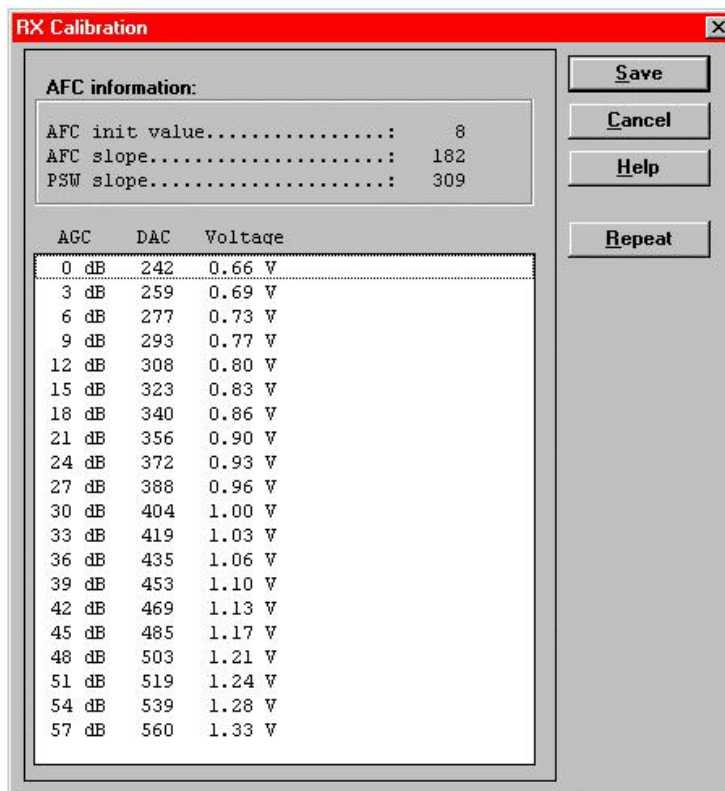 RX Calibration
AFC information:
AFC init value................: 8
AFC slope.....................: 182
PSW slope.....................: 309
AGC DAC Voltage
0 dB 242 0.66 V
3 dB 259 0.69 V
6 dB 277 0.73 V
9 dB 293 0.77 V
12 dB 308 0.80 V
15 dB 323 0.83 V
18 dB 340 0.86 V
21 dB 356 0.90 V
24 dB 372 0.93 V
27 dB 388 0.96 V
30 dB 404 1.00 V
33 dB 419 1.03 V
36 dB 435 1.06 V
39 dB 453 1.10 V
42 dB 469 1.13 V
45 dB 485 1.17 V
48 dB 503 1.21 V
51 dB 519 1.24 V
54 dB 539 1.28 V
57 dB 560 1.33 V
Save
Cancel
Help
Repeat